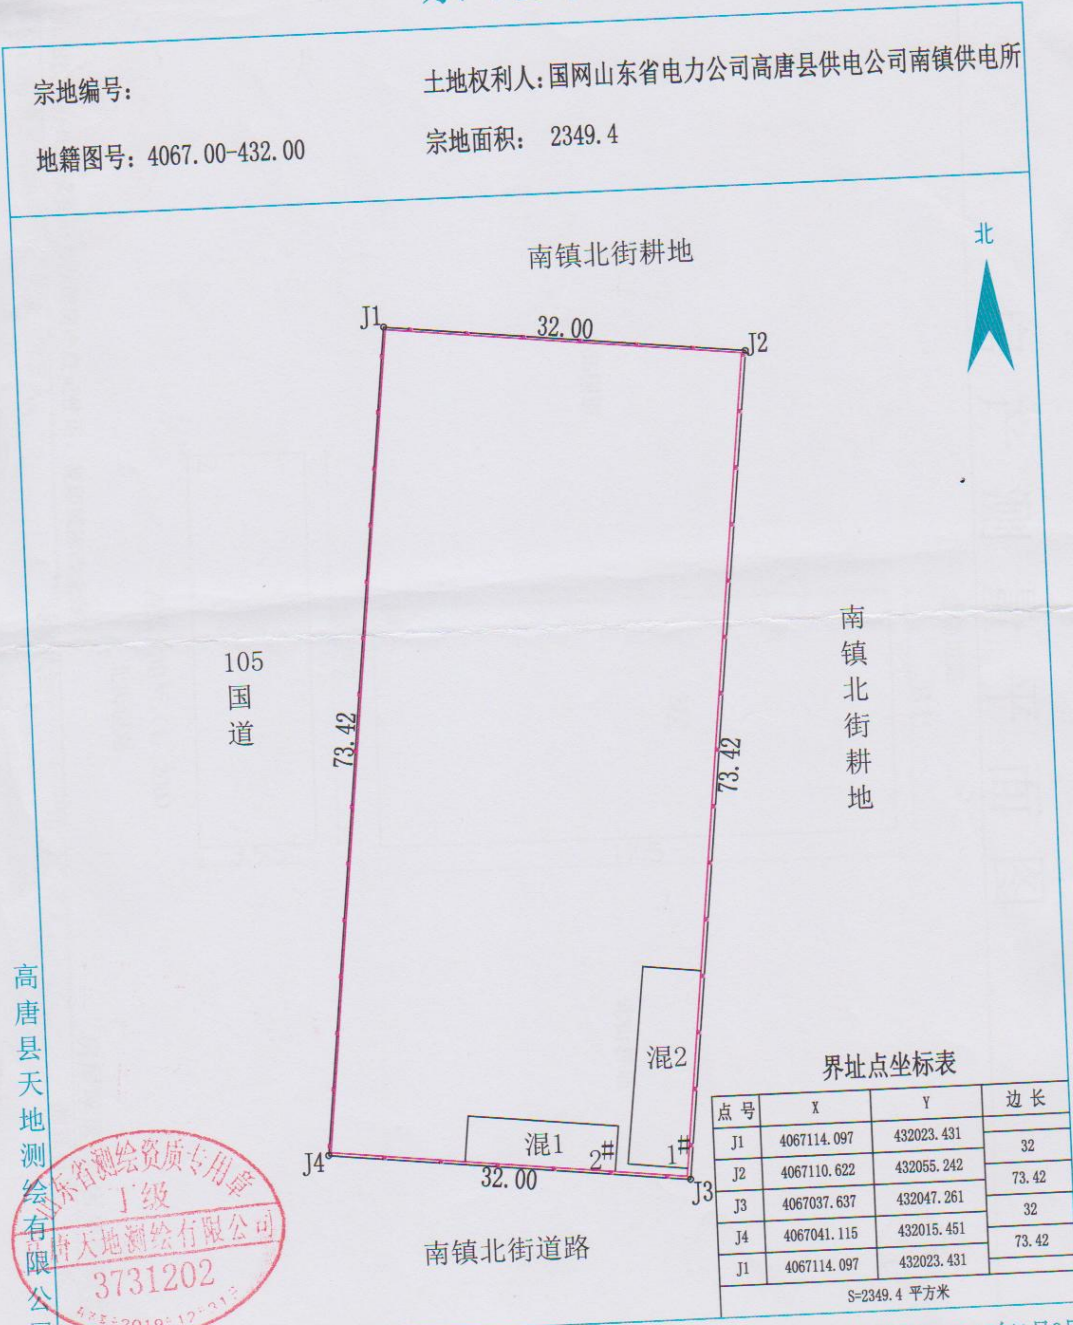 宗地编号:
土地权利人:国网山东省电力公司高唐县供电公司南镇供电所
地籍图号: 4067.00-432.00
宗地面积: 2349.4
北
南镇北街耕地
J1
32.00
J2
105
国
道
73.42
73.42
南
镇
北
街
耕
地
混2
混1
2#
1#
J4
32.00
J3
南镇北街道路
界址点坐标表
点号 X Y 边长
J1 4067114.097 432023.431
32
J2 4067110.622 432055.242
73.42
J3 4067037.637 432047.261
32
J4 4067041.115 432015.451
73.42
J1 4067114.097 432023.431
S=2349.4 平方米
高唐县天地测绘有限公
山东省测绘资质专用章
丁级
高唐天地测绘有限公司
3731202